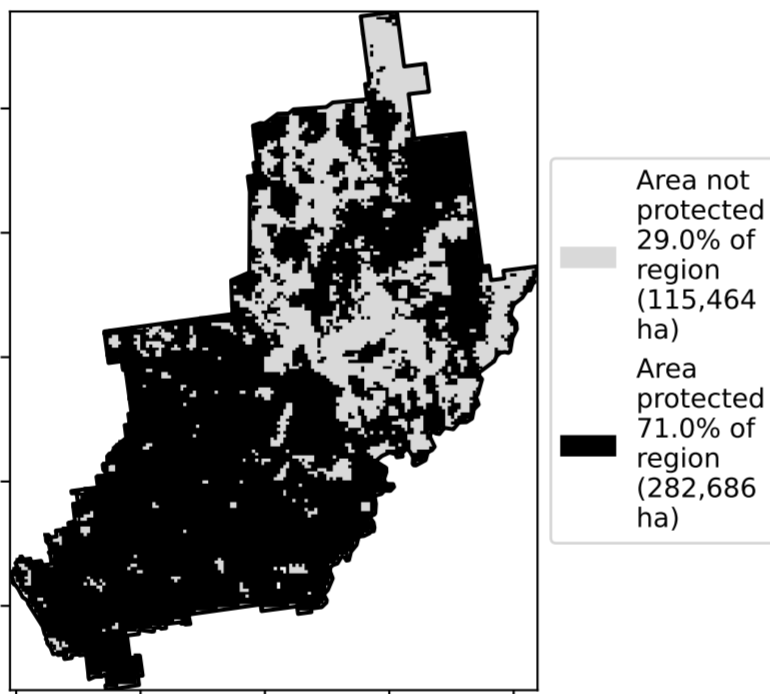 Area not
protected
29.0% of
region
(115,464
ha)
Area
protected
71.0% of
region
(282,686
ha)